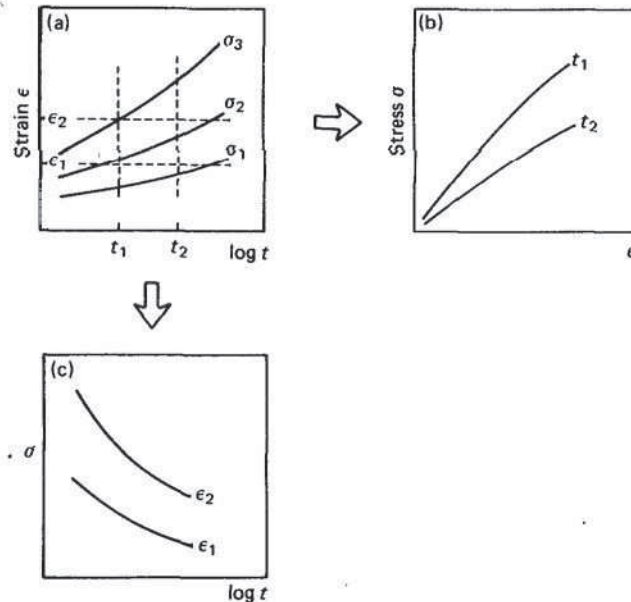 (a)
σ₃
σ₂
σ₁
Strain ϵ
ϵ₂
ϵ₁
t₁ t₂ log t
(b)
t₁
t₂
Stress σ
ϵ
(c)
σ
ϵ₂
ϵ₁
log t